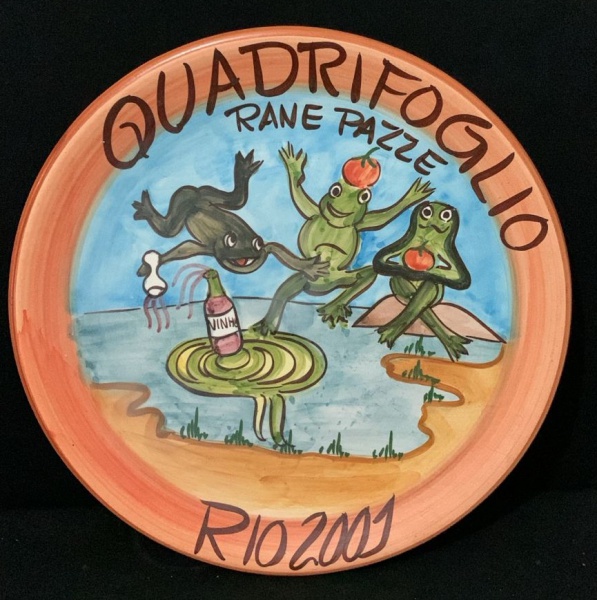 QUADRIFOGLIO
RANE PAZZE
VINHO
RIO 2001